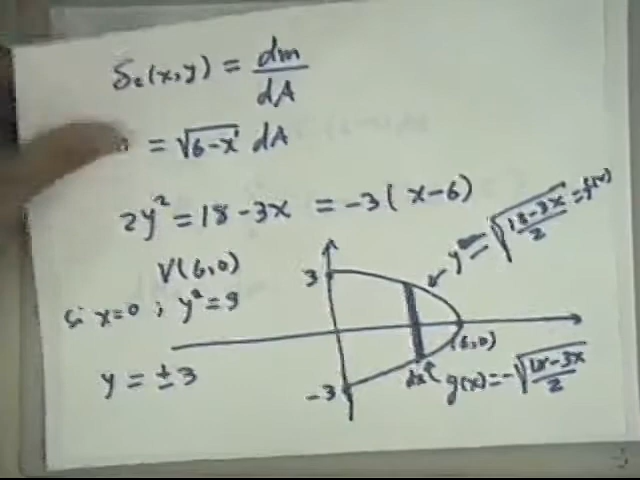 δ₂(x,y) = dm/dA
= √(6-x) dA
2y² = 18 - 3x = -3(x-6)
V(6,0)
Si x=0 ; y² = 9
y = ±3
3
y = √((18-3x)/2) = f(x)
(6,0)
dx
-3
g(x) = -√((18-3x)/2)